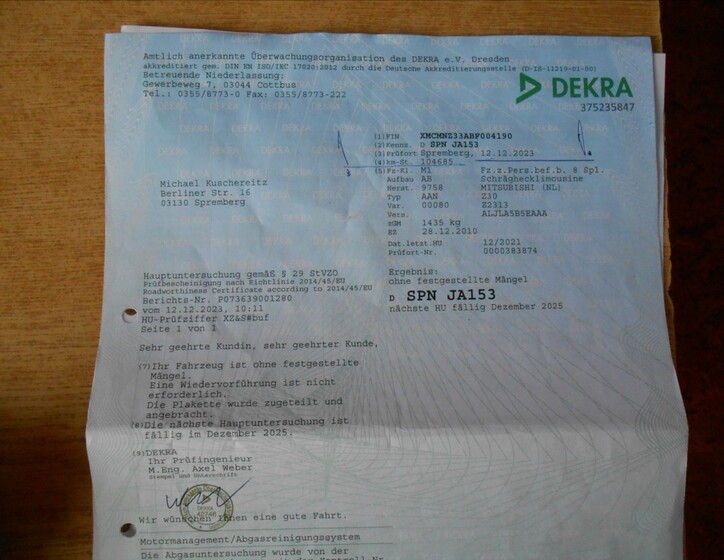 Amtlich anerkannte Überwachungsorganisation des DEKRA e.V. Dresden
akkreditiert gem. DIN EN ISO/IEC 17020:2012 durch die Deutsche Akkreditierungsstelle (D-IS-11219-01-00)
Betreuende Niederlassung:
Gewerbeweg 7, 03044 Cottbus
Tel.: 0355/8773-0 Fax: 0355/8773-222
DEKRA
375235847
(1) FIN XMCMNZ33ABF004190
(2) Kennz. D SPN JA153
(3) Prüfort Spremberg, 12.12.2023
(4) km-St. 104685
(5) Fz-Kl. M1 Fz.z.Pers.bef.b. 8 Spl.
Aufbau AB Schräghecklimousine
Herst. 9758 MITSUBISHI (NL)
Typ AAN Z30
Var. 00080 Z2313
Vers. ALJLA5B5EAAA
zGM 1435 kg
EZ 28.12.2010
Dat.letzt.HU 12/2021
Prüfort-Nr. 0000383874
Michael Kuschereitz
Berliner Str. 16
03130 Spremberg
Hauptuntersuchung gemäß § 29 StVZO
Prüfbescheinigung nach Richtlinie 2014/45/EU
Roadworthiness Certificate according to 2014/45/EU
Berichts-Nr. P073639001280
vom 12.12.2023, 10:11
HU-Prüfziffer XZ&S#buf
Seite 1 von 1
Ergebnis:
ohne festgestellte Mängel
D SPN JA153
nächste HU fällig Dezember 2025
Sehr geehrte Kundin, sehr geehrter Kunde,
(7) Ihr Fahrzeug ist ohne festgestellte
Mängel.
Eine Wiedervorführung ist nicht
erforderlich.
Die Plakette wurde zugeteilt und
angebracht.
(8) Die nächste Hauptuntersuchung ist
fällig im Dezember 2025.
(9) DEKRA
Ihr Prüfingenieur
M.Eng. Axel Weber
Stempel und Unterschrift
Wir wünschen Ihnen eine gute Fahrt.
Motormanagement/Abgasreinigungssystem
Die Abgasuntersuchung wurde von der